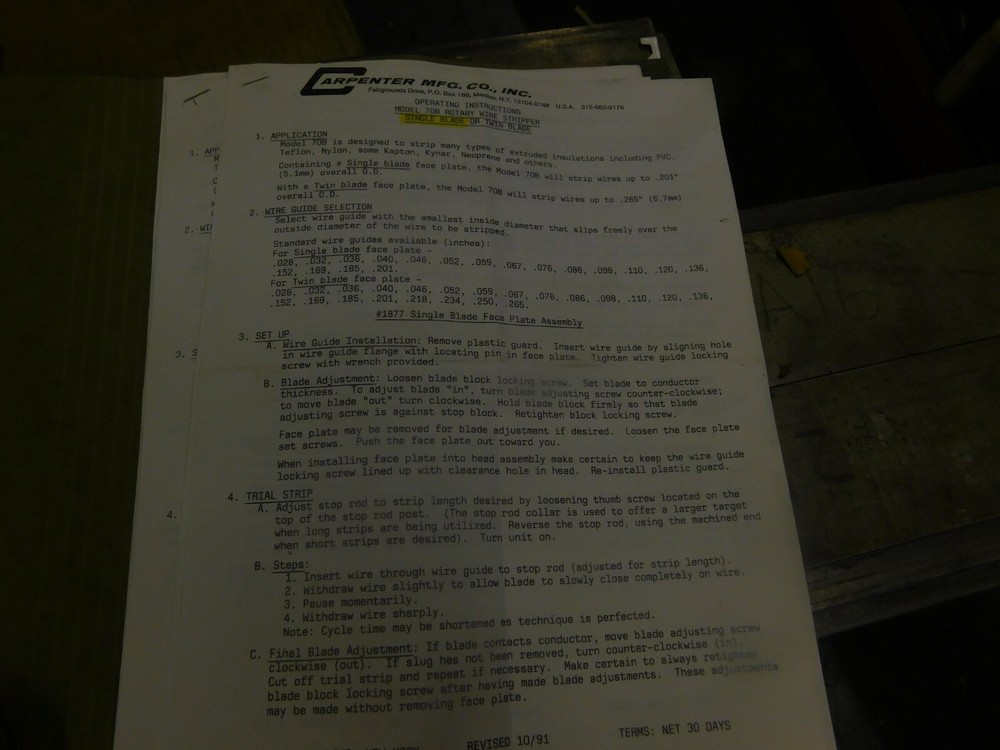 CARPENTER MFG. CO., INC.
Fairgrounds Drive, P.O. Box 188, Manlius, N.Y. 13104-0188 U.S.A. 315-682-9176
OPERATING INSTRUCTIONS
MODEL 70B ROTARY WIRE STRIPPER
SINGLE BLADE OR TWIN BLADE
1. APPLICATION
Model 70B is designed to strip many types of extruded insulations including PVC,
Teflon, Nylon, some Kapton, Kynar, Neoprene and others.
Containing a Single blade face plate, the Model 70B will strip wires up to .201"
(5.1mm) overall O.D.
With a Twin blade face plate, the Model 70B will strip wires up to .265" (6.7mm)
overall O.D.
2. WIRE GUIDE SELECTION
Select wire guide with the smallest inside diameter that slips freely over the
outside diameter of the wire to be stripped.
Standard wire guides available (inches):
For Single blade face plate -
.028, .032, .036, .040, .046, .052, .059, .067, .076, .086, .098, .110, .120, .136,
.152, .169, .185, .201.
For Twin blade face plate -
.028, .032, .036, .040, .046, .052, .059, .067, .076, .086, .098, .110, .120, .136,
.152, .169, .185, .201, .218, .234, .250, .265.
#1877 Single Blade Face Plate Assembly
3. SET UP
A. Wire Guide Installation: Remove plastic guard. Insert wire guide by aligning hole
in wire guide flange with locating pin in face plate. Tighten wire guide locking
screw with wrench provided.
B. Blade Adjustment: Loosen blade block locking screw. Set blade to conductor
thickness. To adjust blade "in", turn blade adjusting screw counter-clockwise;
to move blade "out" turn clockwise. Hold blade block firmly so that blade
adjusting screw is against stop block. Retighten block locking screw.
Face plate may be removed for blade adjustment if desired. Loosen the face plate
set screws. Push the face plate out toward you.
When installing face plate into head assembly make certain to keep the wire guide
locking screw lined up with clearance hole in head. Re-install plastic guard.
4. TRIAL STRIP
A. Adjust stop rod to strip length desired by loosening thumb screw located on the
top of the stop rod post. (The stop rod collar is used to offer a larger target
when long strips are being utilized. Reverse the stop rod, using the machined end
when short strips are desired). Turn unit on.
B. Steps:
1. Insert wire through wire guide to stop rod (adjusted for strip length).
2. Withdraw wire slightly to allow blade to slowly close completely on wire.
3. Pause momentarily.
4. Withdraw wire sharply.
Note: Cycle time may be shortened as technique is perfected.
C. Final Blade Adjustment: If blade contacts conductor, move blade adjusting screw
clockwise (out). If slug has not been removed, turn counter-clockwise (in).
Cut off trial strip and repeat if necessary. Make certain to always retighten
blade block locking screw after having made blade adjustments. These adjustments
may be made without removing face plate.
REVISED 10/91
TERMS: NET 30 DAYS
1. APP
2. WI
3. S
4.